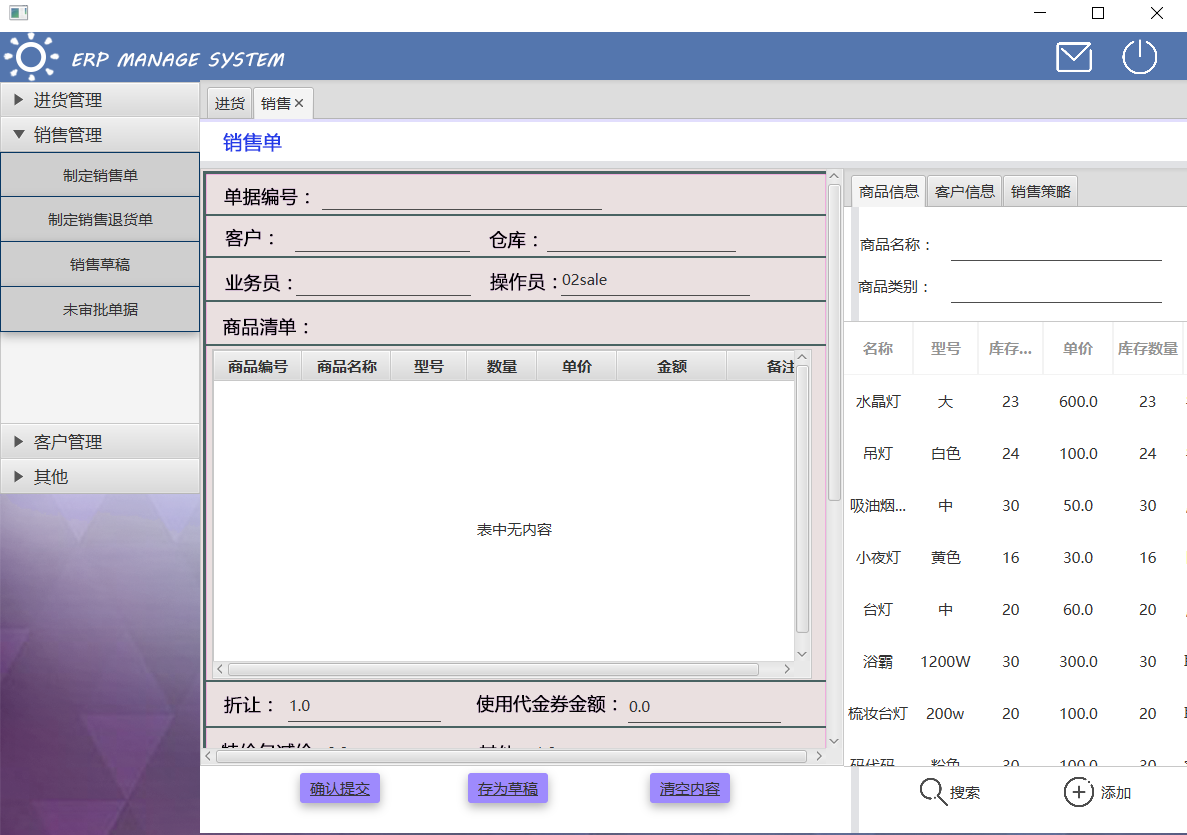 ERP MANAGE SYSTEM
进货管理
销售管理
制定销售单
制定销售退货单
销售草稿
未审批单据
客户管理
其他
进货 销售 ×
销售单
单据编号：
客户： 仓库：
业务员： 操作员：02sale
商品清单：
商品编号 商品名称 型号 数量 单价 金额 备注
表中无内容
折让： 1.0 使用代金券金额： 0.0
确认提交 存为草稿 清空内容
商品信息 客户信息 销售策略
商品名称：
商品类别：
名称 型号 库存... 单价 库存数量
水晶灯 大 23 600.0 23
吊灯 白色 24 100.0 24
吸油烟... 中 30 50.0 30
小夜灯 黄色 16 30.0 16
台灯 中 20 60.0 20
浴霸 1200W 30 300.0 30
梳妆台灯 200w 20 100.0 20
搜索 添加